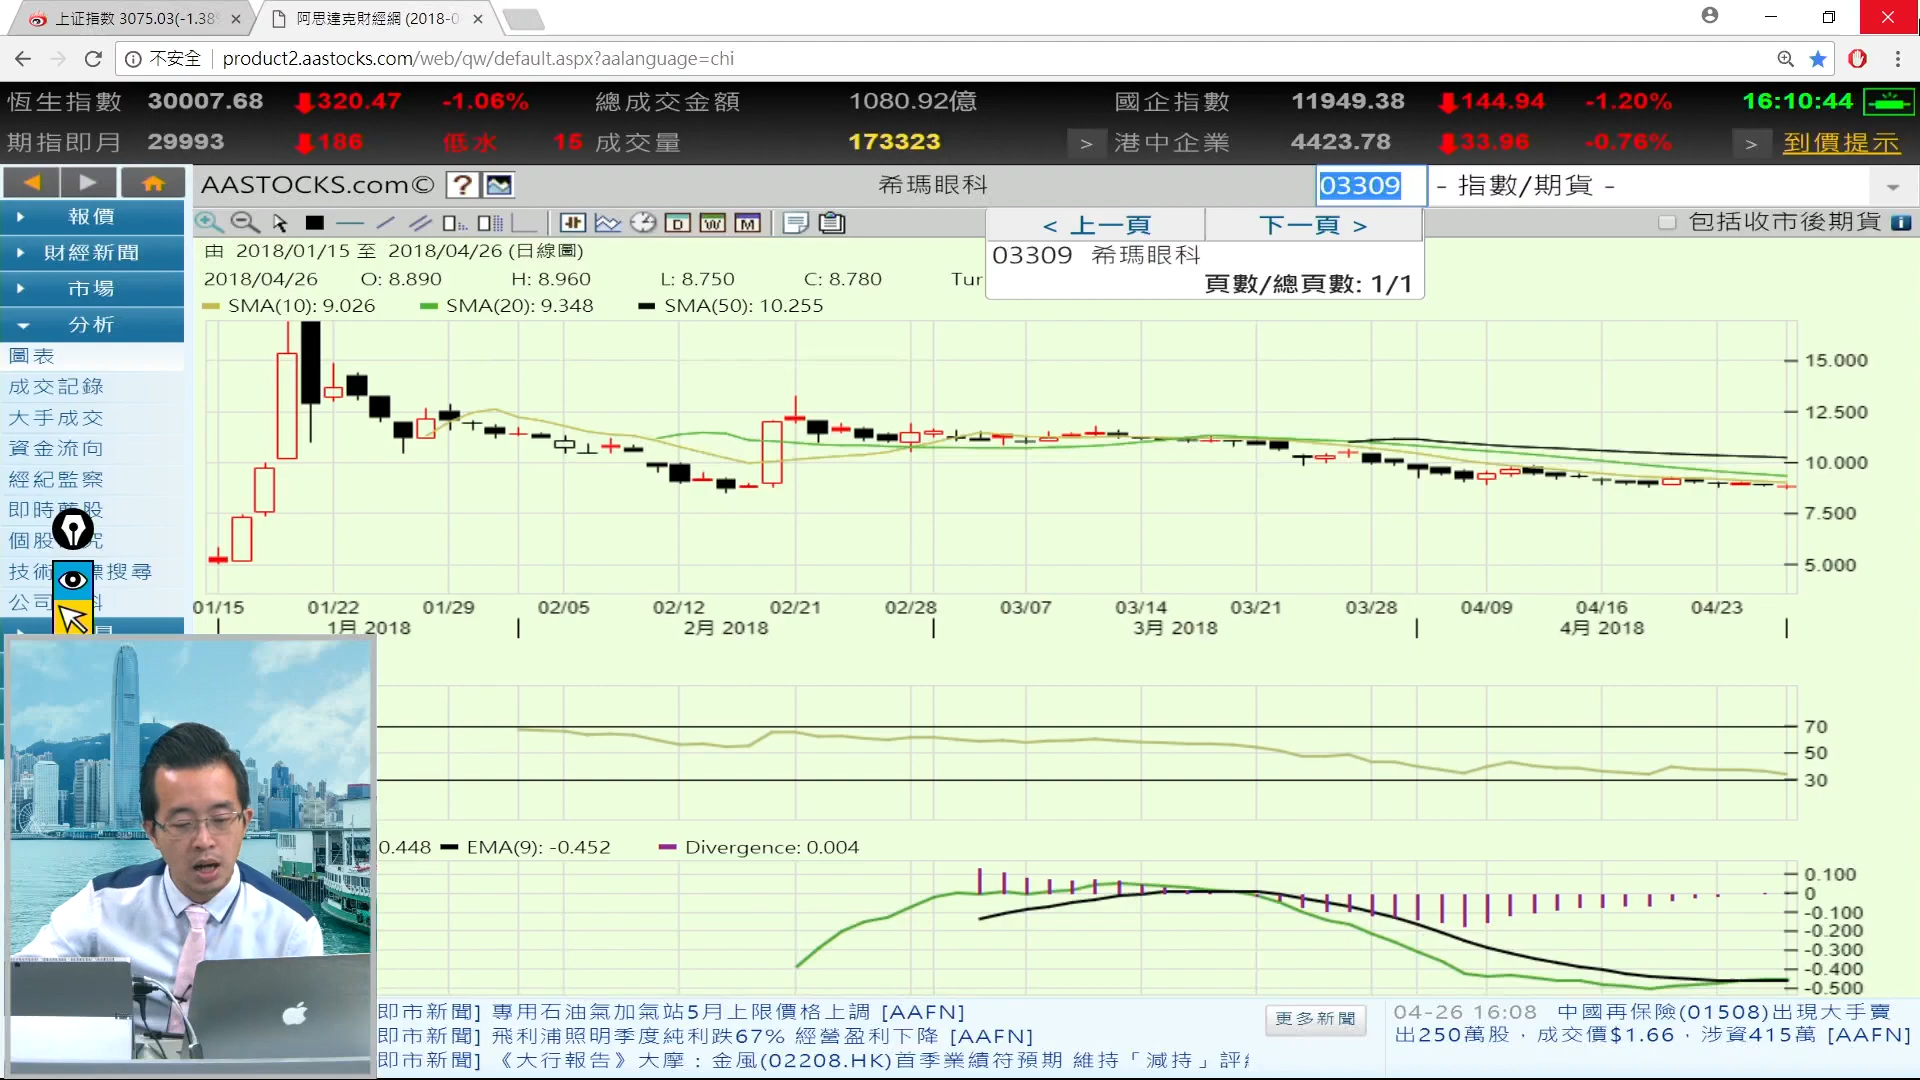 上证指数 3075.03(-1.38%
阿思達克財經網 (2018-0
不安全 product2.aastocks.com/web/qw/default.aspx?aalanguage=chi
恆生指數 30007.68 320.47 -1.06% 總成交金額 1080.92億 國企指數 11949.38 144.94 -1.20% 16:10:44
期指即月 29993 186 低水 15 成交量 173323 > 港中企業 4423.78 33.96 -0.76% > 到價提示
AASTOCKS.com© ? 希瑪眼科 03309 - 指數/期貨 -
D W M < 上一頁 下一頁 > 包括收市後期貨 i
03309 希瑪眼科
頁數/總頁數: 1/1
報價
財經新聞
市場
分析
圖表
成交記錄
大手成交
資金流向
經紀監察
即時藍股
個股
技術 標搜尋
公司
由 2018/01/15 至 2018/04/26 (日線圖)
2018/04/26 O: 8.890 H: 8.960 L: 8.750 C: 8.780 Tur
SMA(10): 9.026 SMA(20): 9.348 SMA(50): 10.255
15.000
12.500
10.000
7.500
5.000
01/15 01/22 01/29 02/05 02/12 02/21 02/28 03/07 03/14 03/21 03/28 04/09 04/16 04/23
1月 2018 2月 2018 3月 2018 4月 2018
70
50
30
0.448 EMA(9): -0.452 Divergence: 0.004
0.100
0
-0.100
-0.200
-0.300
-0.400
-0.500
即市新聞] 專用石油氣加氣站5月上限價格上調 [AAFN]
即市新聞] 飛利浦照明季度純利跌67% 經營盈利下降 [AAFN]
即市新聞] 《大行報告》大摩：金風(02208.HK)首季業績符預期 維持「減持」評
更多新聞
04-26 16:08 中國再保險(01508)出現大手賣
出250萬股，成交價$1.66，涉資415萬 [AAFN]